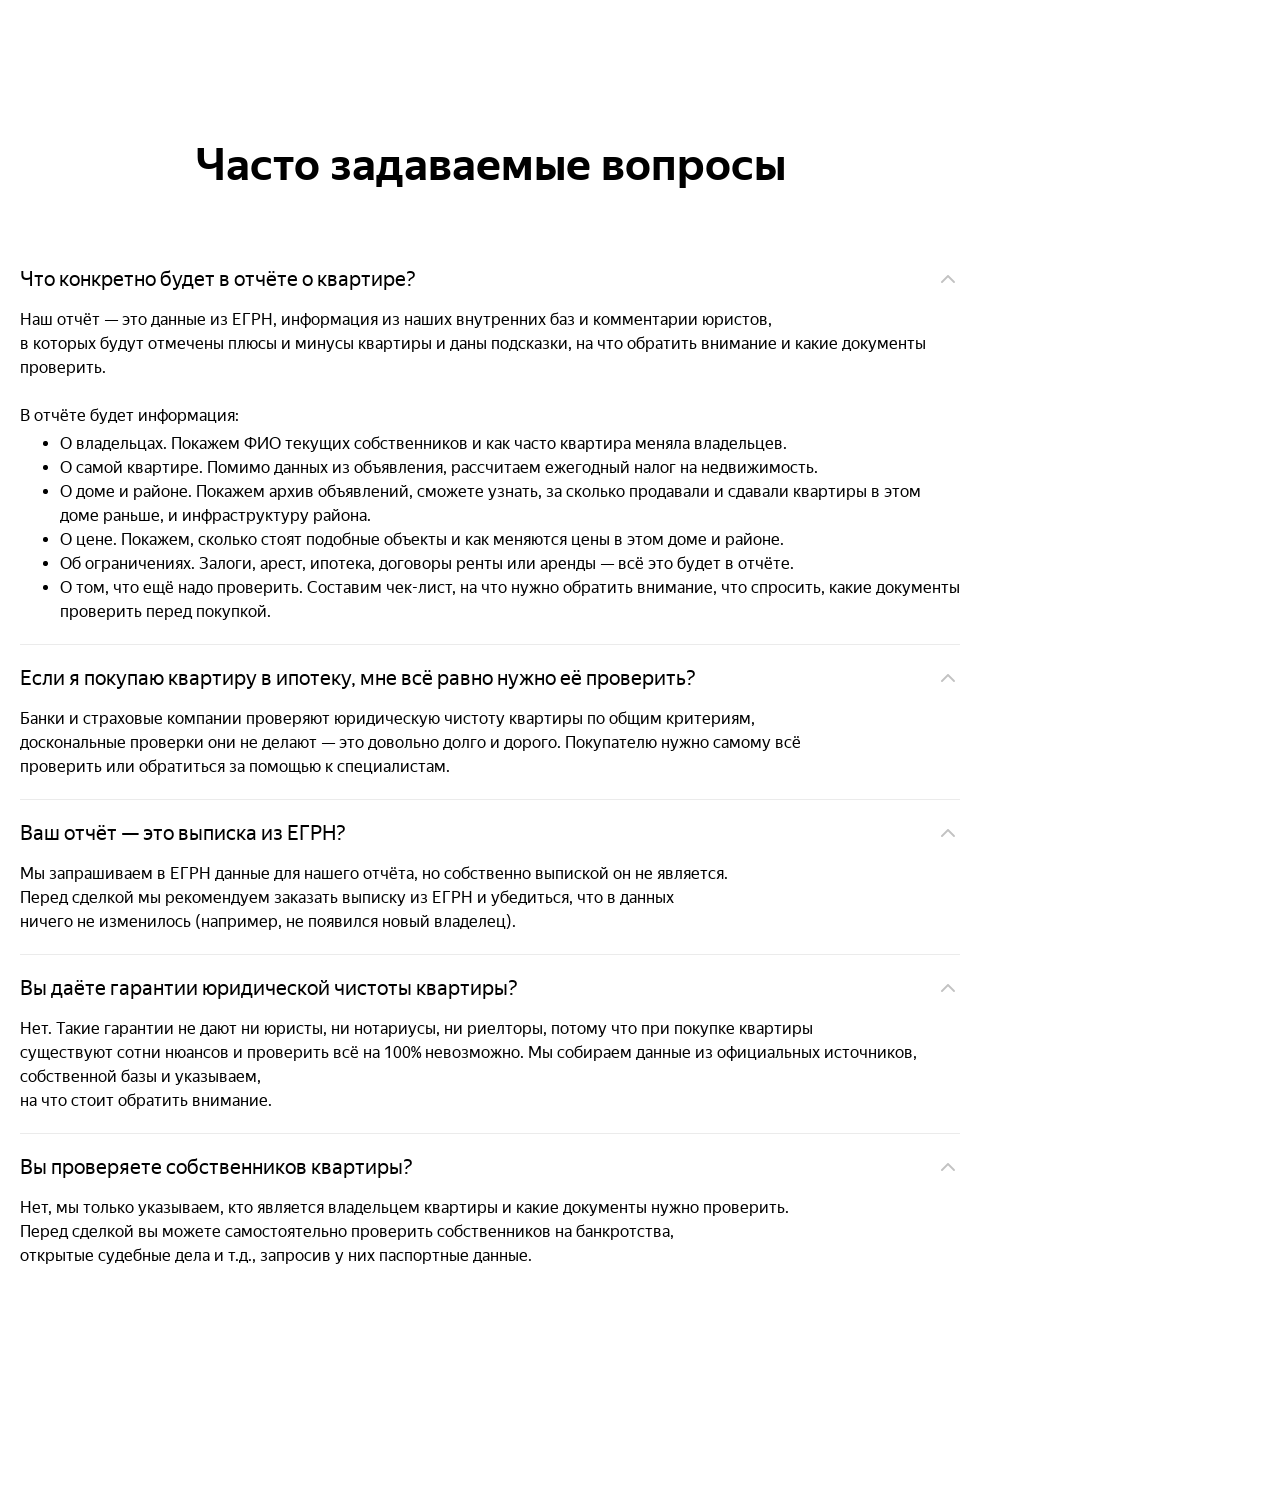 Часто задаваемые вопросы
Что конкретно будет в отчёте о квартире?
Наш отчёт — это данные из ЕГРН, информация из наших внутренних баз и комментарии юристов,
в которых будут отмечены плюсы и минусы квартиры и даны подсказки, на что обратить внимание и какие документы
проверить.
В отчёте будет информация:
• О владельцах. Покажем ФИО текущих собственников и как часто квартира меняла владельцев.
• О самой квартире. Помимо данных из объявления, рассчитаем ежегодный налог на недвижимость.
• О доме и районе. Покажем архив объявлений, сможете узнать, за сколько продавали и сдавали квартиры в этом
доме раньше, и инфраструктуру района.
• О цене. Покажем, сколько стоят подобные объекты и как меняются цены в этом доме и районе.
• Об ограничениях. Залоги, арест, ипотека, договоры ренты или аренды — всё это будет в отчёте.
• О том, что ещё надо проверить. Составим чек-лист, на что нужно обратить внимание, что спросить, какие документы
проверить перед покупкой.
Если я покупаю квартиру в ипотеку, мне всё равно нужно её проверить?
Банки и страховые компании проверяют юридическую чистоту квартиры по общим критериям,
доскональные проверки они не делают — это довольно долго и дорого. Покупателю нужно самому всё
проверить или обратиться за помощью к специалистам.
Ваш отчёт — это выписка из ЕГРН?
Мы запрашиваем в ЕГРН данные для нашего отчёта, но собственно выпиской он не является.
Перед сделкой мы рекомендуем заказать выписку из ЕГРН и убедиться, что в данных
ничего не изменилось (например, не появился новый владелец).
Вы даёте гарантии юридической чистоты квартиры?
Нет. Такие гарантии не дают ни юристы, ни нотариусы, ни риелторы, потому что при покупке квартиры
существуют сотни нюансов и проверить всё на 100% невозможно. Мы собираем данные из официальных источников,
собственной базы и указываем,
на что стоит обратить внимание.
Вы проверяете собственников квартиры?
Нет, мы только указываем, кто является владельцем квартиры и какие документы нужно проверить.
Перед сделкой вы можете самостоятельно проверить собственников на банкротства,
открытые судебные дела и т.д., запросив у них паспортные данные.